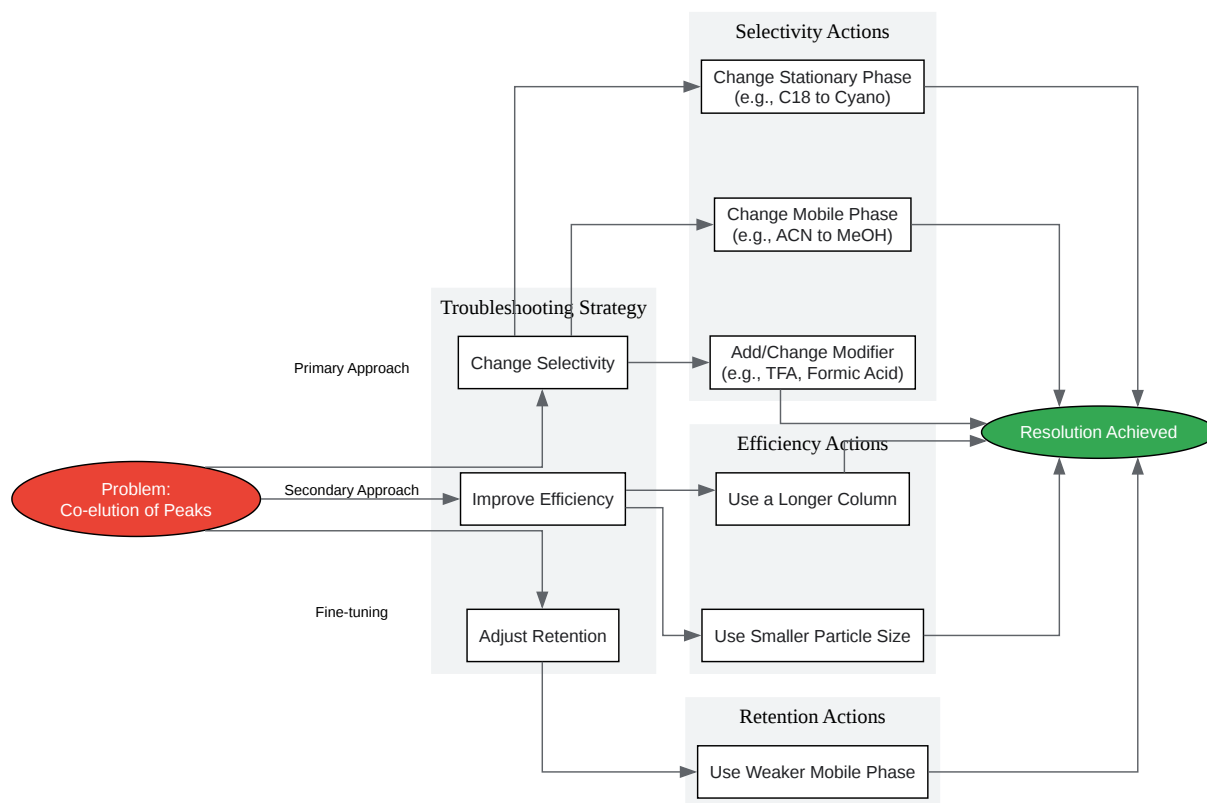 Selectivity Actions
Change Stationary Phase
(e.g., C18 to Cyano)
Change Mobile Phase
(e.g., ACN to MeOH)
Troubleshooting Strategy
Primary Approach
Change Selectivity
Add/Change Modifier
(e.g., TFA, Formic Acid)
Resolution Achieved
Efficiency Actions
Problem:
Co-elution of Peaks
Secondary Approach
Improve Efficiency
Use a Longer Column
Fine-tuning
Adjust Retention
Use Smaller Particle Size
Retention Actions
Use Weaker Mobile Phase